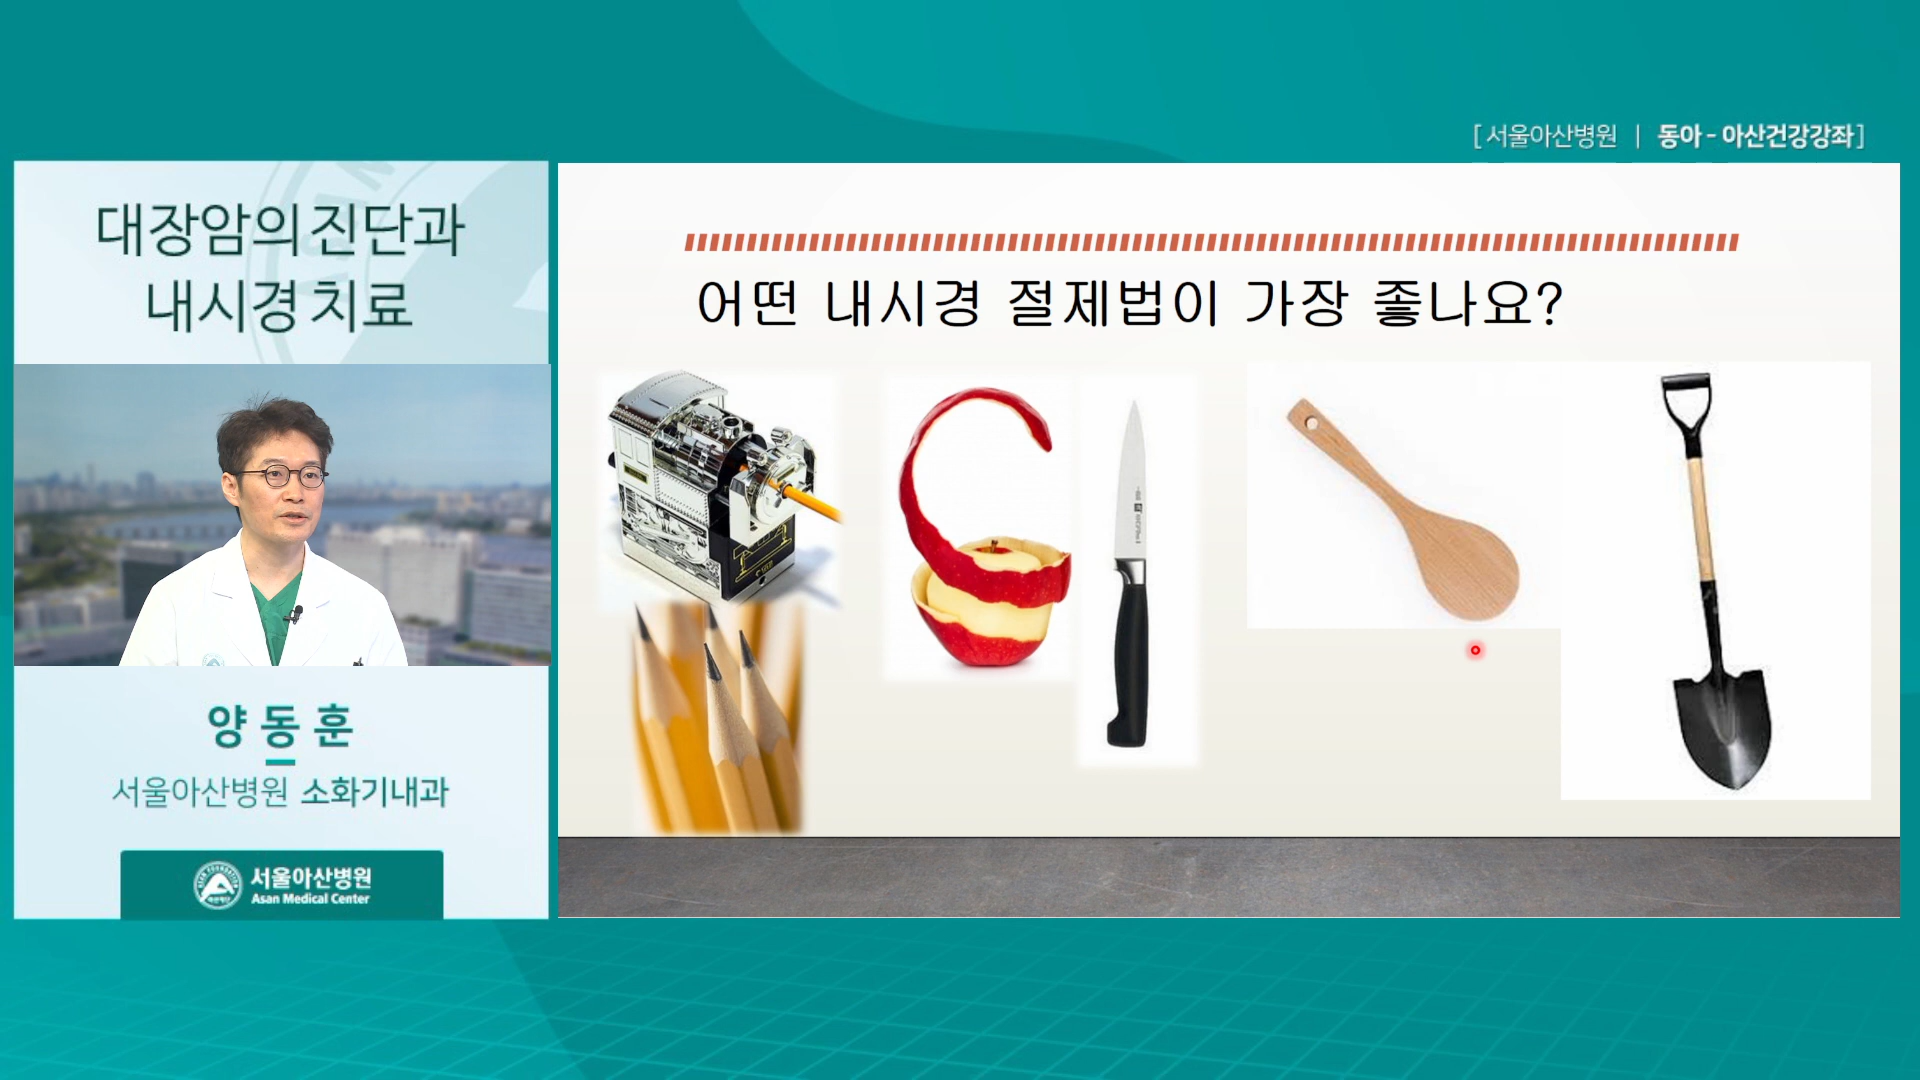 [ 서울아산병원 | 동아 - 아산건강강좌 ]
대장암의 진단과
내시경 치료
양동훈
서울아산병원 소화기내과
서울아산병원
Asan Medical Center
어떤 내시경 절제법이 가장 좋나요?